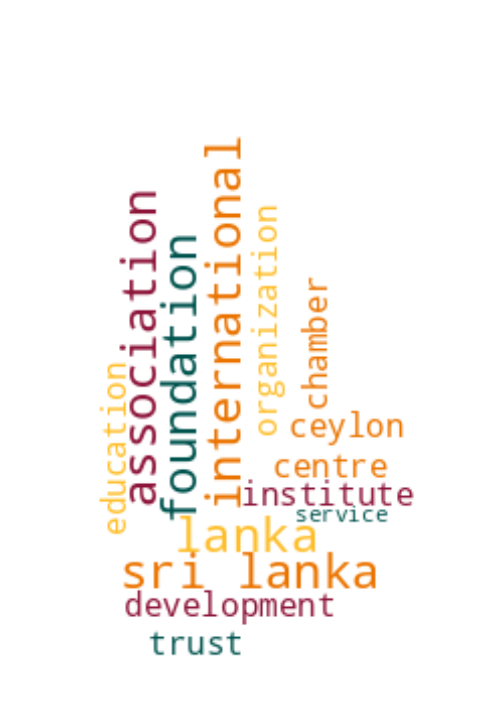 education
association
foundation
international
organization
chamber
ceylon
centre
institute
service
lanka
sri lanka
development
trust